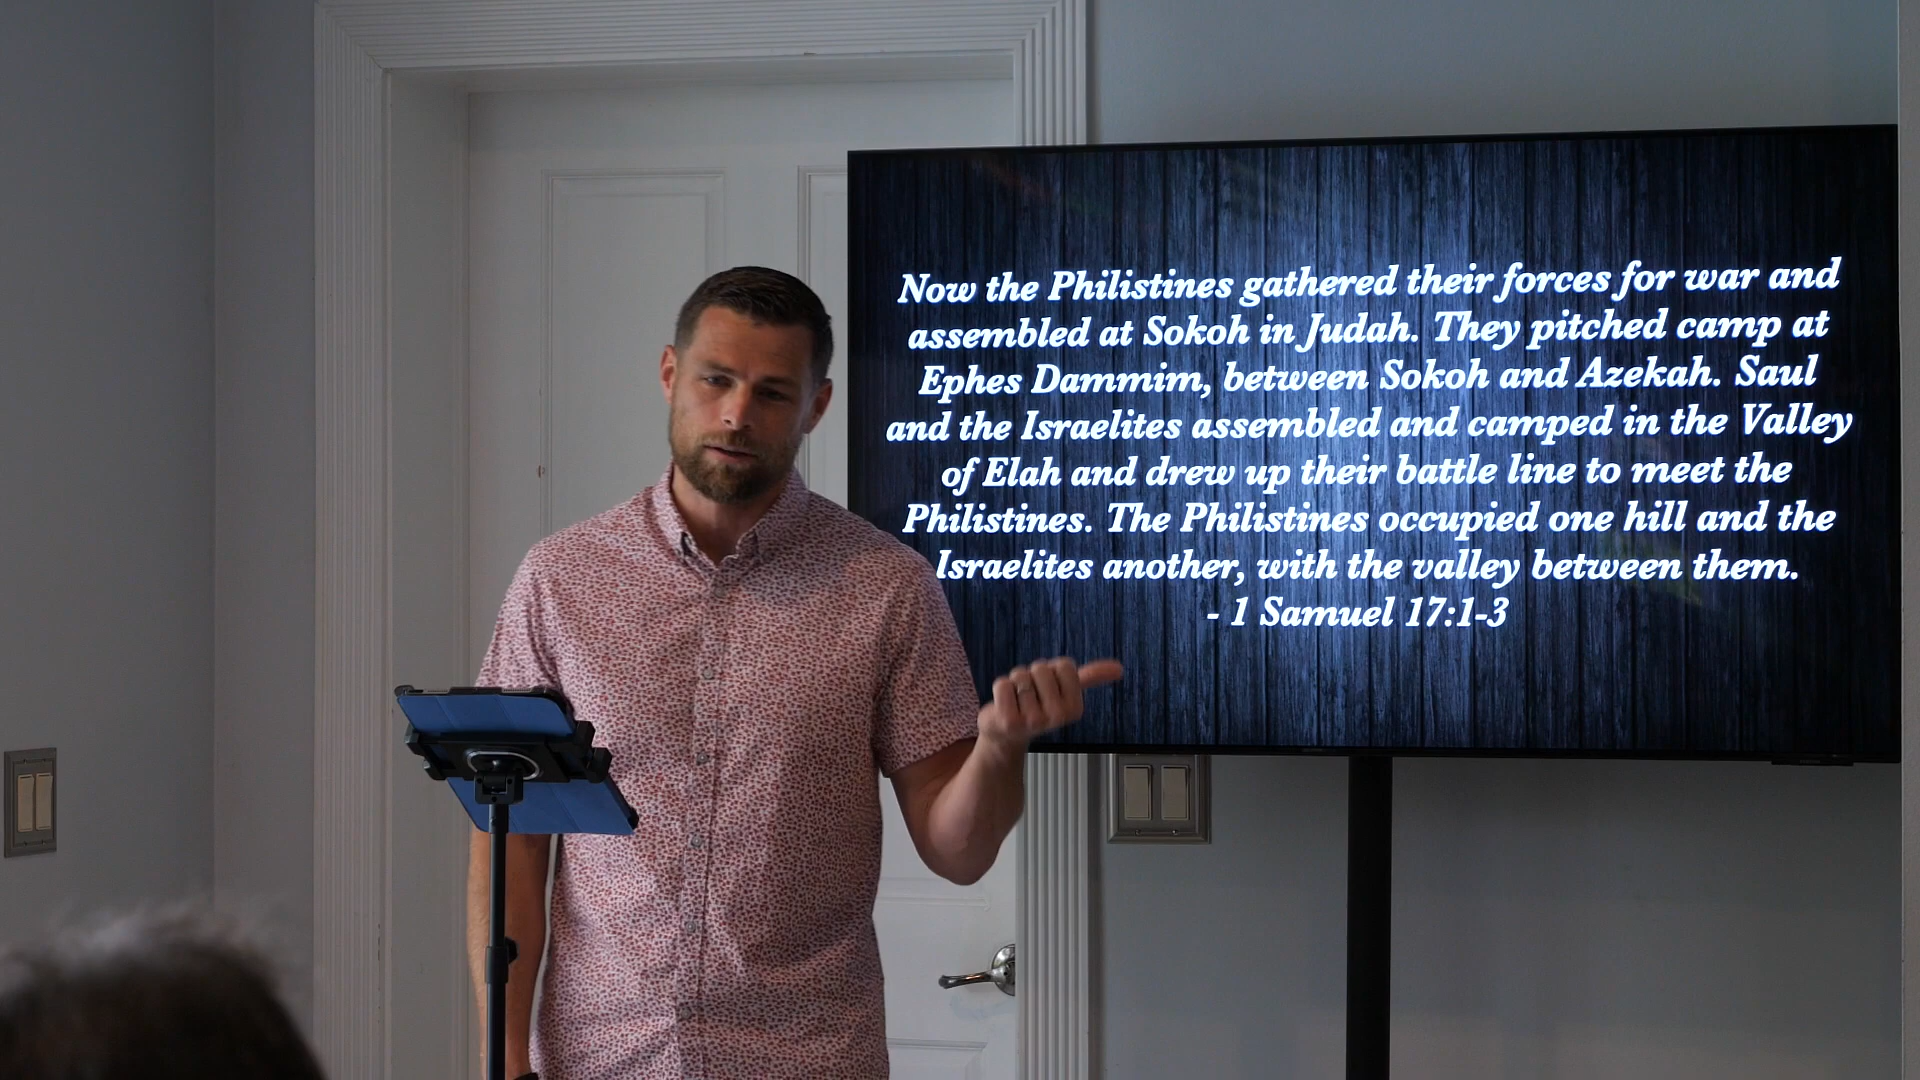 Now the Philistines gathered their forces for war and
assembled at Sokoh in Judah. They pitched camp at
Ephes Dammim, between Sokoh and Azekah. Saul
and the Israelites assembled and camped in the Valley
of Elah and drew up their battle line to meet the
Philistines. The Philistines occupied one hill and the
Israelites another, with the valley between them.
- 1 Samuel 17:1-3